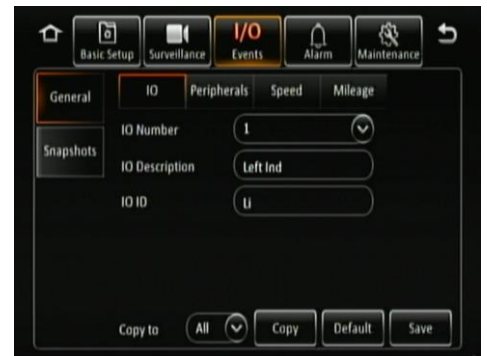 I/O
Basic Setup Surveillance Events Alarm Maintenance
General IO Peripherals Speed Mileage
IO Number 1
Snapshots
IO Description Left Ind
IO ID Li
Copy to All Copy Default Save